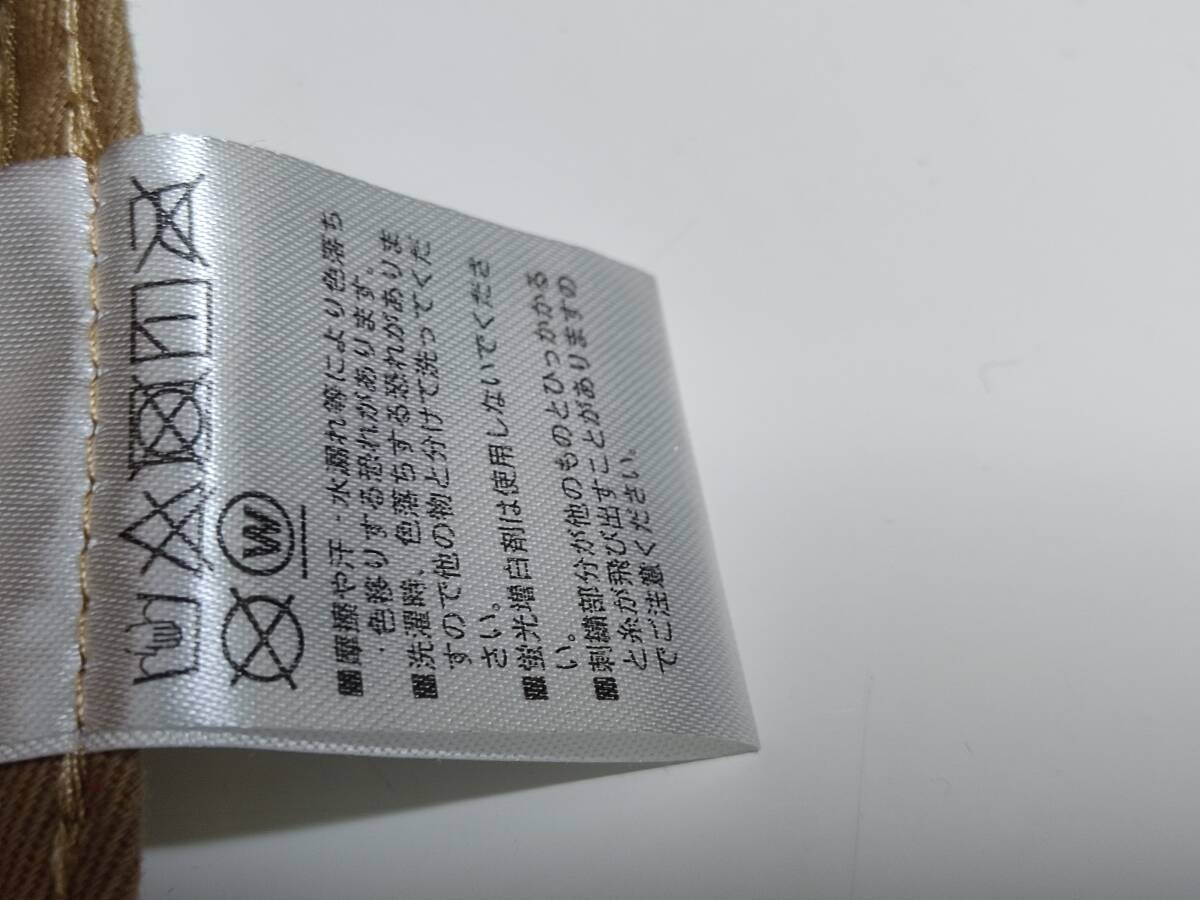 W
■摩擦や汗・水濡れ等により色落ち
・色移りする恐れがあります。
■洗濯時、色落ちする恐れがありま
すので他の物と分けて洗ってくだ
さい。
■蛍光増白剤は使用しないでくださ
い。
■刺繍部分が他のものとひっかかる
と糸が飛び出すことがありますの
でご注意ください。